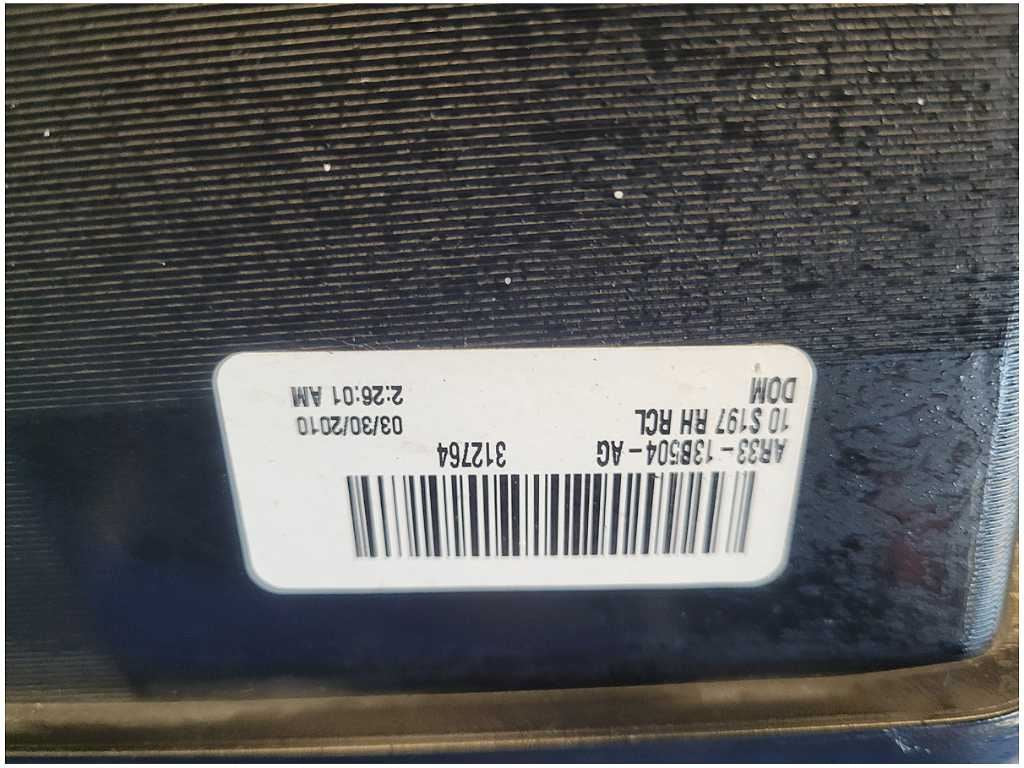 AR33-13B504-AG 312764
10 S197 RH RCL 03/30/2010
DOM 2:26:01 AM